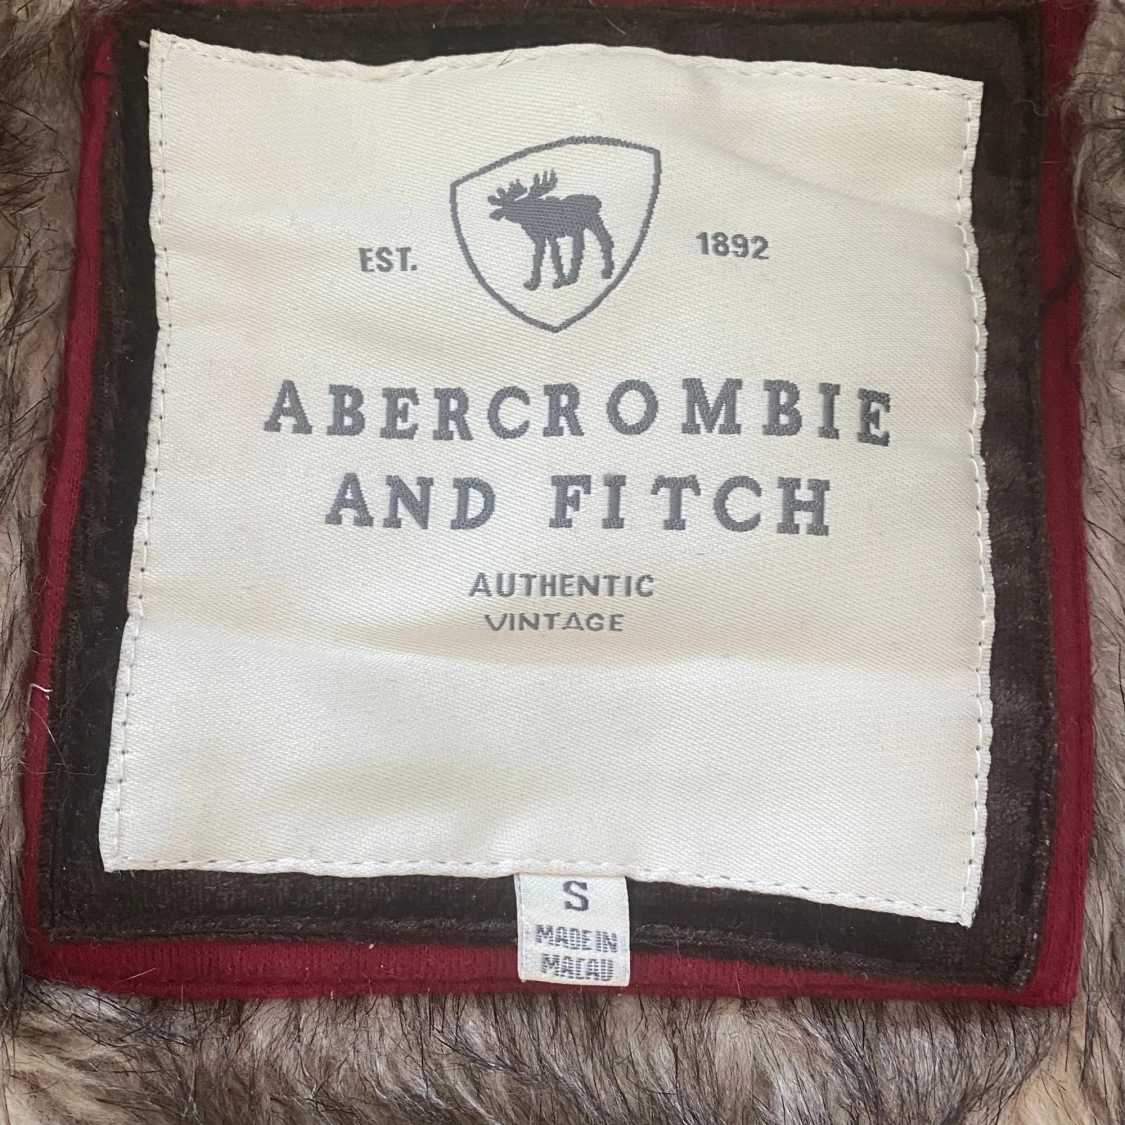 EST. 1892
ABERCROMBIE
AND FITCH
AUTHENTIC
VINTAGE
S
MADE IN
MACAU